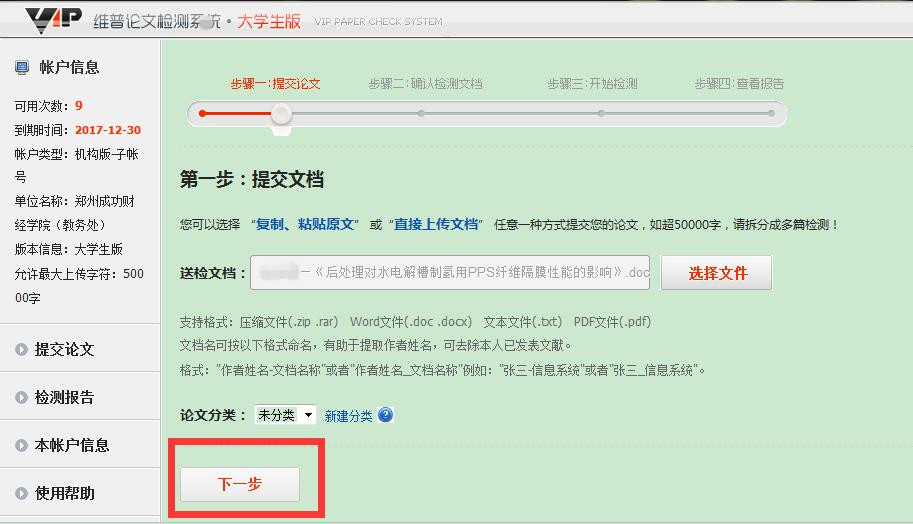 VIP 维普论文检测系统·大学生版 VIP PAPER CHECK SYSTEM
帐户信息
可用次数：9
到期时间：2017-12-30
帐户类型：机构版-子帐
号
单位名称：郑州成功财
经学院（教务处）
版本信息：大学生版
允许最大上传字符：500
00字
提交论文
检测报告
本帐户信息
使用帮助
步骤一:提交论文 步骤二:确认检测文档 步骤三:开始检测 步骤四:查看报告
第一步：提交文档
您可以选择 “复制、粘贴原文” 或“直接上传文档” 任意一种方式提交您的论文，如超50000字，请拆分成多篇检测！
送检文档： 一《后处理对水电解槽制氢用PPS纤维隔膜性能的影响》.doc 选择文件
支持格式：压缩文件(.zip .rar) Word文件(.doc .docx) 文本文件(.txt) PDF文件(.pdf)
文档名可按以下格式命名，有助于提取作者姓名，可去除本人已发表文献。
格式："作者姓名-文档名称"或者"作者姓名_文档名称"例如："张三-信息系统"或者"张三_信息系统"。
论文分类： 未分类 新建分类 ?
下一步